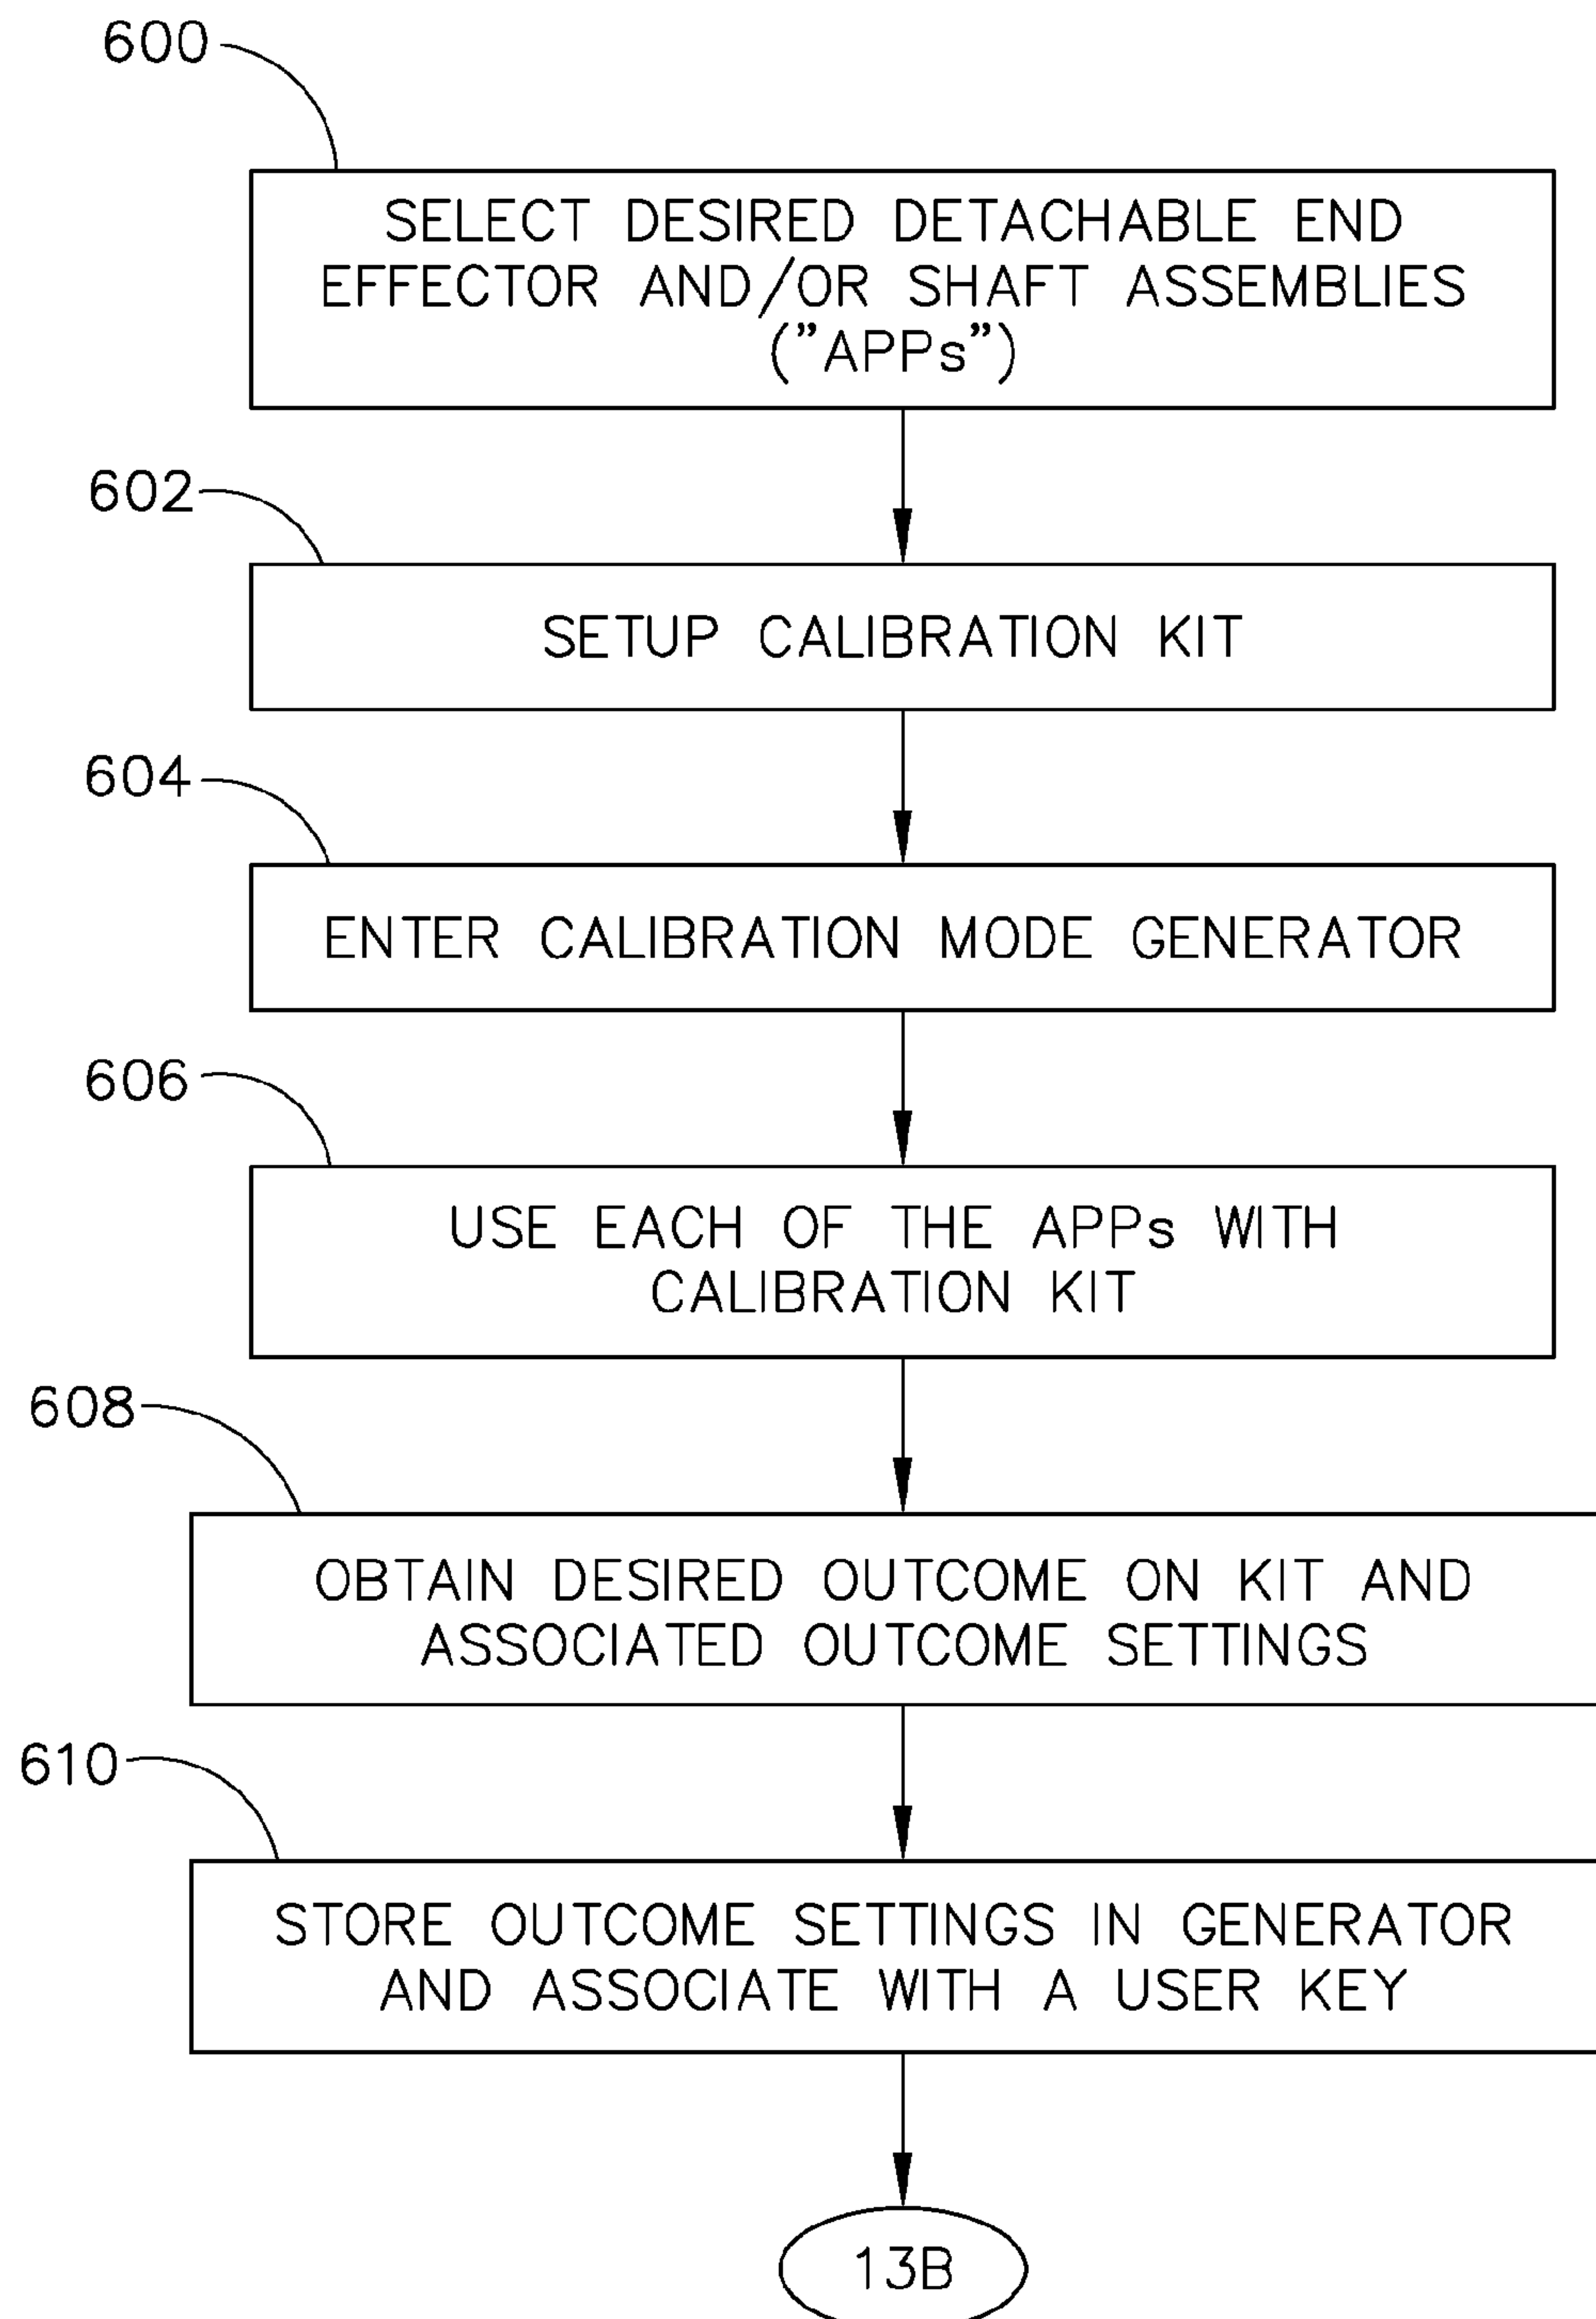 600
SELECT DESIRED DETACHABLE END
EFFECTOR AND/OR SHAFT ASSEMBLIES
("APPs")
602
SETUP CALIBRATION KIT
604
ENTER CALIBRATION MODE GENERATOR
606
USE EACH OF THE APPs WITH
CALIBRATION KIT
608
OBTAIN DESIRED OUTCOME ON KIT AND
ASSOCIATED OUTCOME SETTINGS
610
STORE OUTCOME SETTINGS IN GENERATOR
AND ASSOCIATE WITH A USER KEY
13B